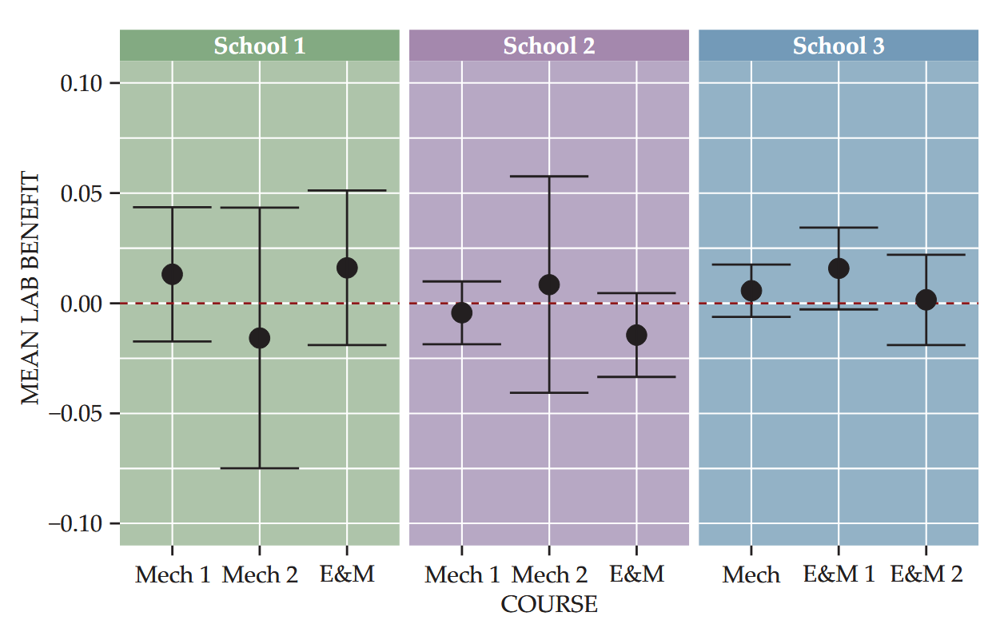 School 1 School 2 School 3
0.10
0.05
0.00
–0.05
–0.10
MEAN LAB BENEFIT
Mech 1 Mech 2 E&M Mech 1 Mech 2 E&M Mech E&M 1 E&M 2
COURSE